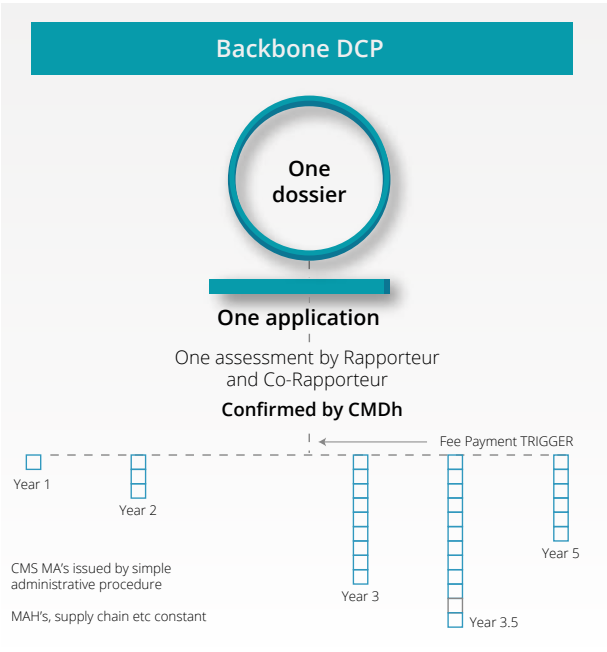 Backbone DCP
One
dossier
One application
One assessment by Rapporteur
and Co-Rapporteur
Confirmed by CMDh
Fee Payment TRIGGER
Year 1
Year 2
Year 3
Year 3.5
Year 5
CMS MA's issued by simple
administrative procedure
MAH's, supply chain etc constant